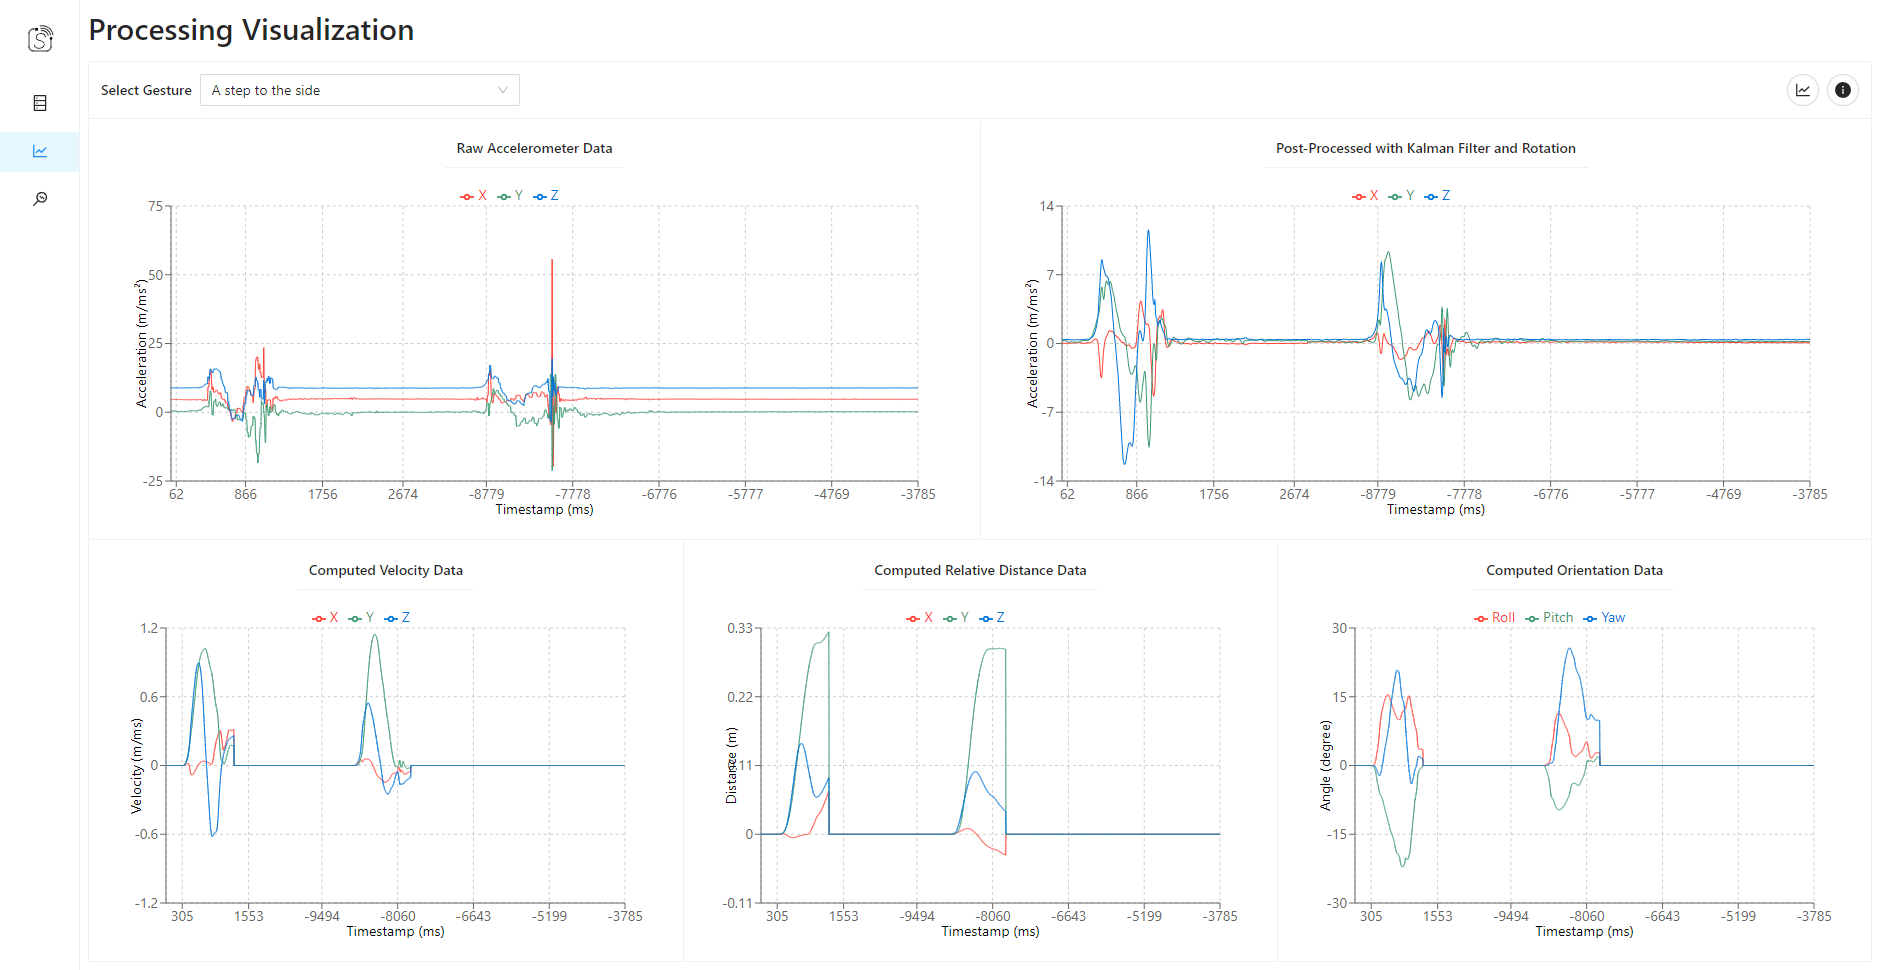 Processing Visualization
Select Gesture A step to the side
Raw Accelerometer Data
X Y Z
75
50
25
0
-25
Acceleration (m/ms²)
62 866 1756 2674 -8779 -7778 -6776 -5777 -4769 -3785
Timestamp (ms)
Post-Processed with Kalman Filter and Rotation
X Y Z
14
7
0
-7
-14
Acceleration (m/ms²)
62 866 1756 2674 -8779 -7778 -6776 -5777 -4769 -3785
Timestamp (ms)
Computed Velocity Data
X Y Z
1.2
0.6
0
-0.6
-1.2
Velocity (m/ms)
305 1553 -9494 -8060 -6643 -5199 -3785
Timestamp (ms)
Computed Relative Distance Data
X Y Z
0.33
0.22
0.11
0
-0.11
Distance (m)
305 1553 -9494 -8060 -6643 -5199 -3785
Timestamp (ms)
Computed Orientation Data
Roll Pitch Yaw
30
15
0
-15
-30
Angle (degree)
305 1553 -9494 -8060 -6643 -5199 -3785
Timestamp (ms)